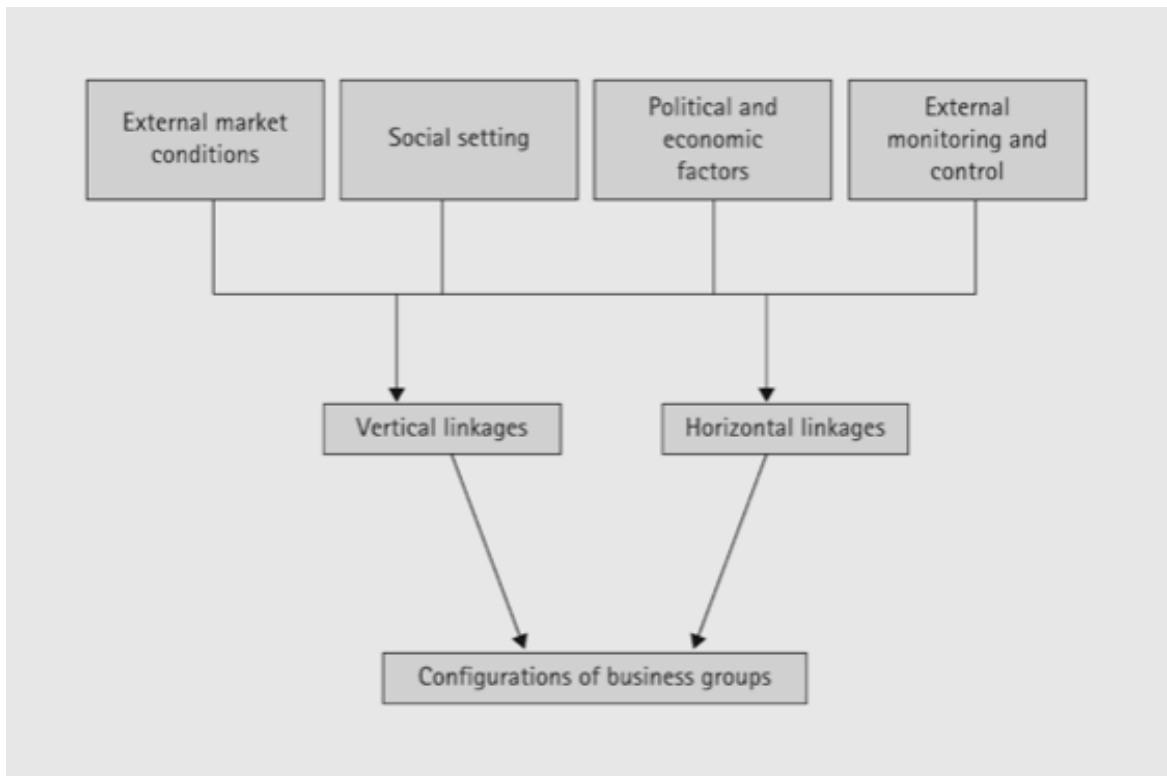 External market
conditions
Social setting
Political and
economic
factors
External
monitoring and
control
Vertical linkages
Horizontal linkages
Configurations of business groups